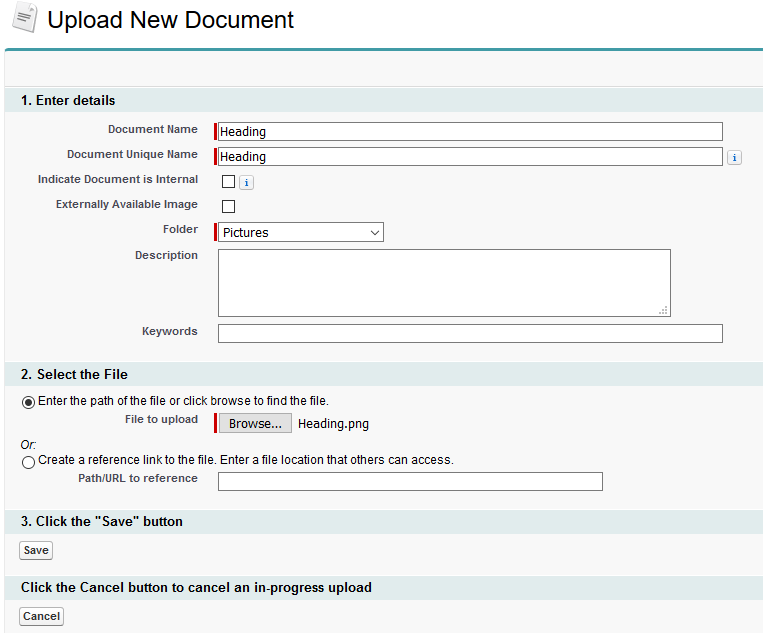 Upload New Document
1. Enter details
Document Name Heading
Document Unique Name Heading i
Indicate Document is Internal i
Externally Available Image
Folder Pictures
Description
Keywords
2. Select the File
Enter the path of the file or click browse to find the file.
File to upload Browse... Heading.png
Or:
Create a reference link to the file. Enter a file location that others can access.
Path/URL to reference
3. Click the "Save" button
Save
Click the Cancel button to cancel an in-progress upload
Cancel